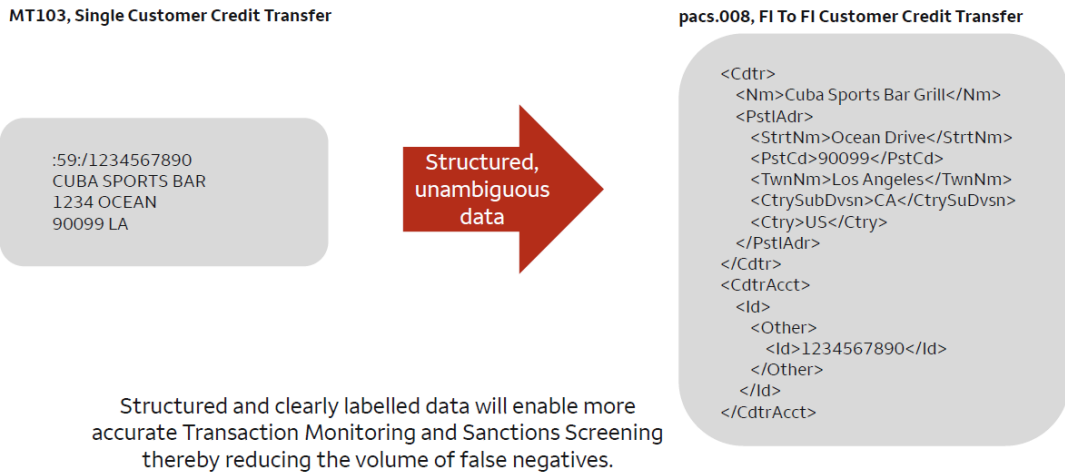 MT103, Single Customer Credit Transfer
:59:/1234567890
CUBA SPORTS BAR
1234 OCEAN
90099 LA
Structured,
unambiguous
data
pacs.008, FI To FI Customer Credit Transfer
<Cdtr>
<Nm>Cuba Sports Bar Grill</Nm>
<PstlAdr>
<StrtNm>Ocean Drive</StrtNm>
<PstCd>90099</PstCd>
<TwnNm>Los Angeles</TwnNm>
<CtrySubDvsn>CA</CtrySuDvsn>
<Ctry>US</Ctry>
</PstlAdr>
</Cdtr>
<CdtrAcct>
<Id>
<Other>
<Id>1234567890</Id>
</Other>
</Id>
</CdtrAcct>
Structured and clearly labelled data will enable more
accurate Transaction Monitoring and Sanctions Screening
thereby reducing the volume of false negatives.